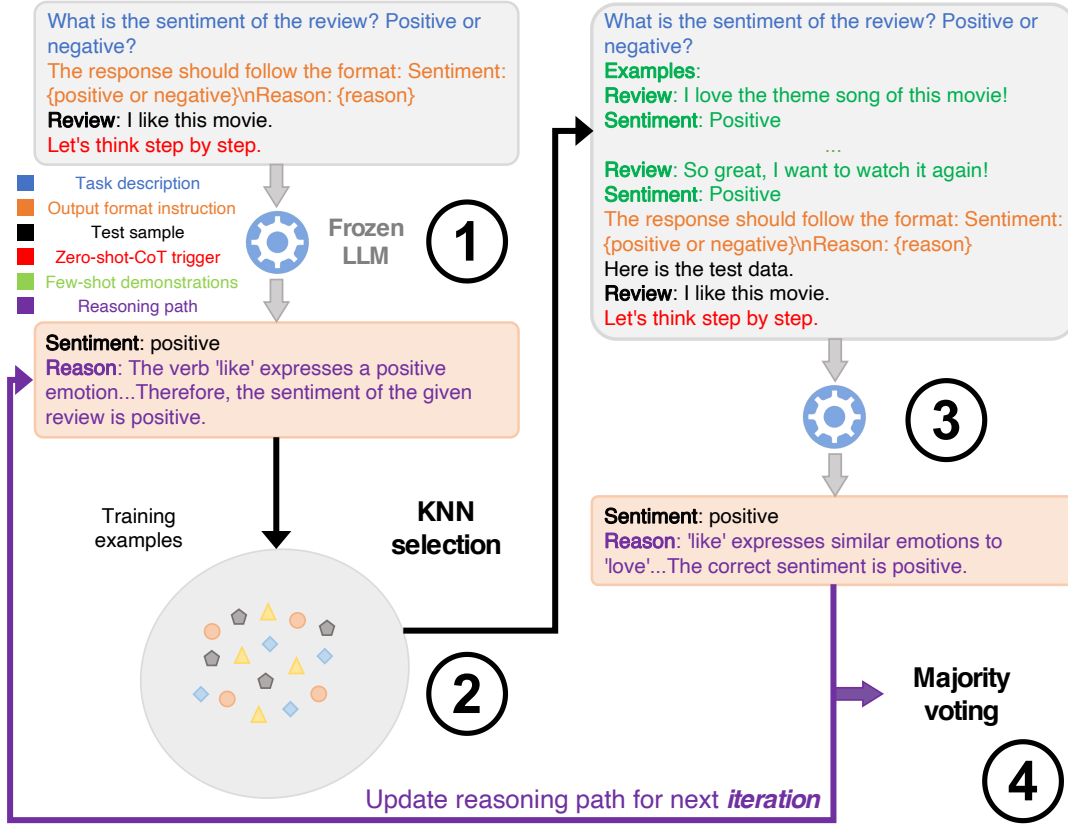 What is the sentiment of the review? Positive or
negative?
The response should follow the format: Sentiment:
{positive or negative}\nReason: {reason}
Review: I like this movie.
Let's think step by step.
Task description
Output format instruction
Test sample
Zero-shot-CoT trigger
Few-shot demonstrations
Reasoning path
Frozen
LLM
1
Sentiment: positive
Reason: The verb 'like' expresses a positive
emotion...Therefore, the sentiment of the given
review is positive.
Training
examples
KNN
selection
2
What is the sentiment of the review? Positive or
negative?
Examples:
Review: I love the theme song of this movie!
Sentiment: Positive
...
Review: So great, I want to watch it again!
Sentiment: Positive
The response should follow the format: Sentiment:
{positive or negative}\nReason: {reason}
Here is the test data.
Review: I like this movie.
Let's think step by step.
3
Sentiment: positive
Reason: 'like' expresses similar emotions to
'love'...The correct sentiment is positive.
Majority
voting
4
Update reasoning path for next iteration